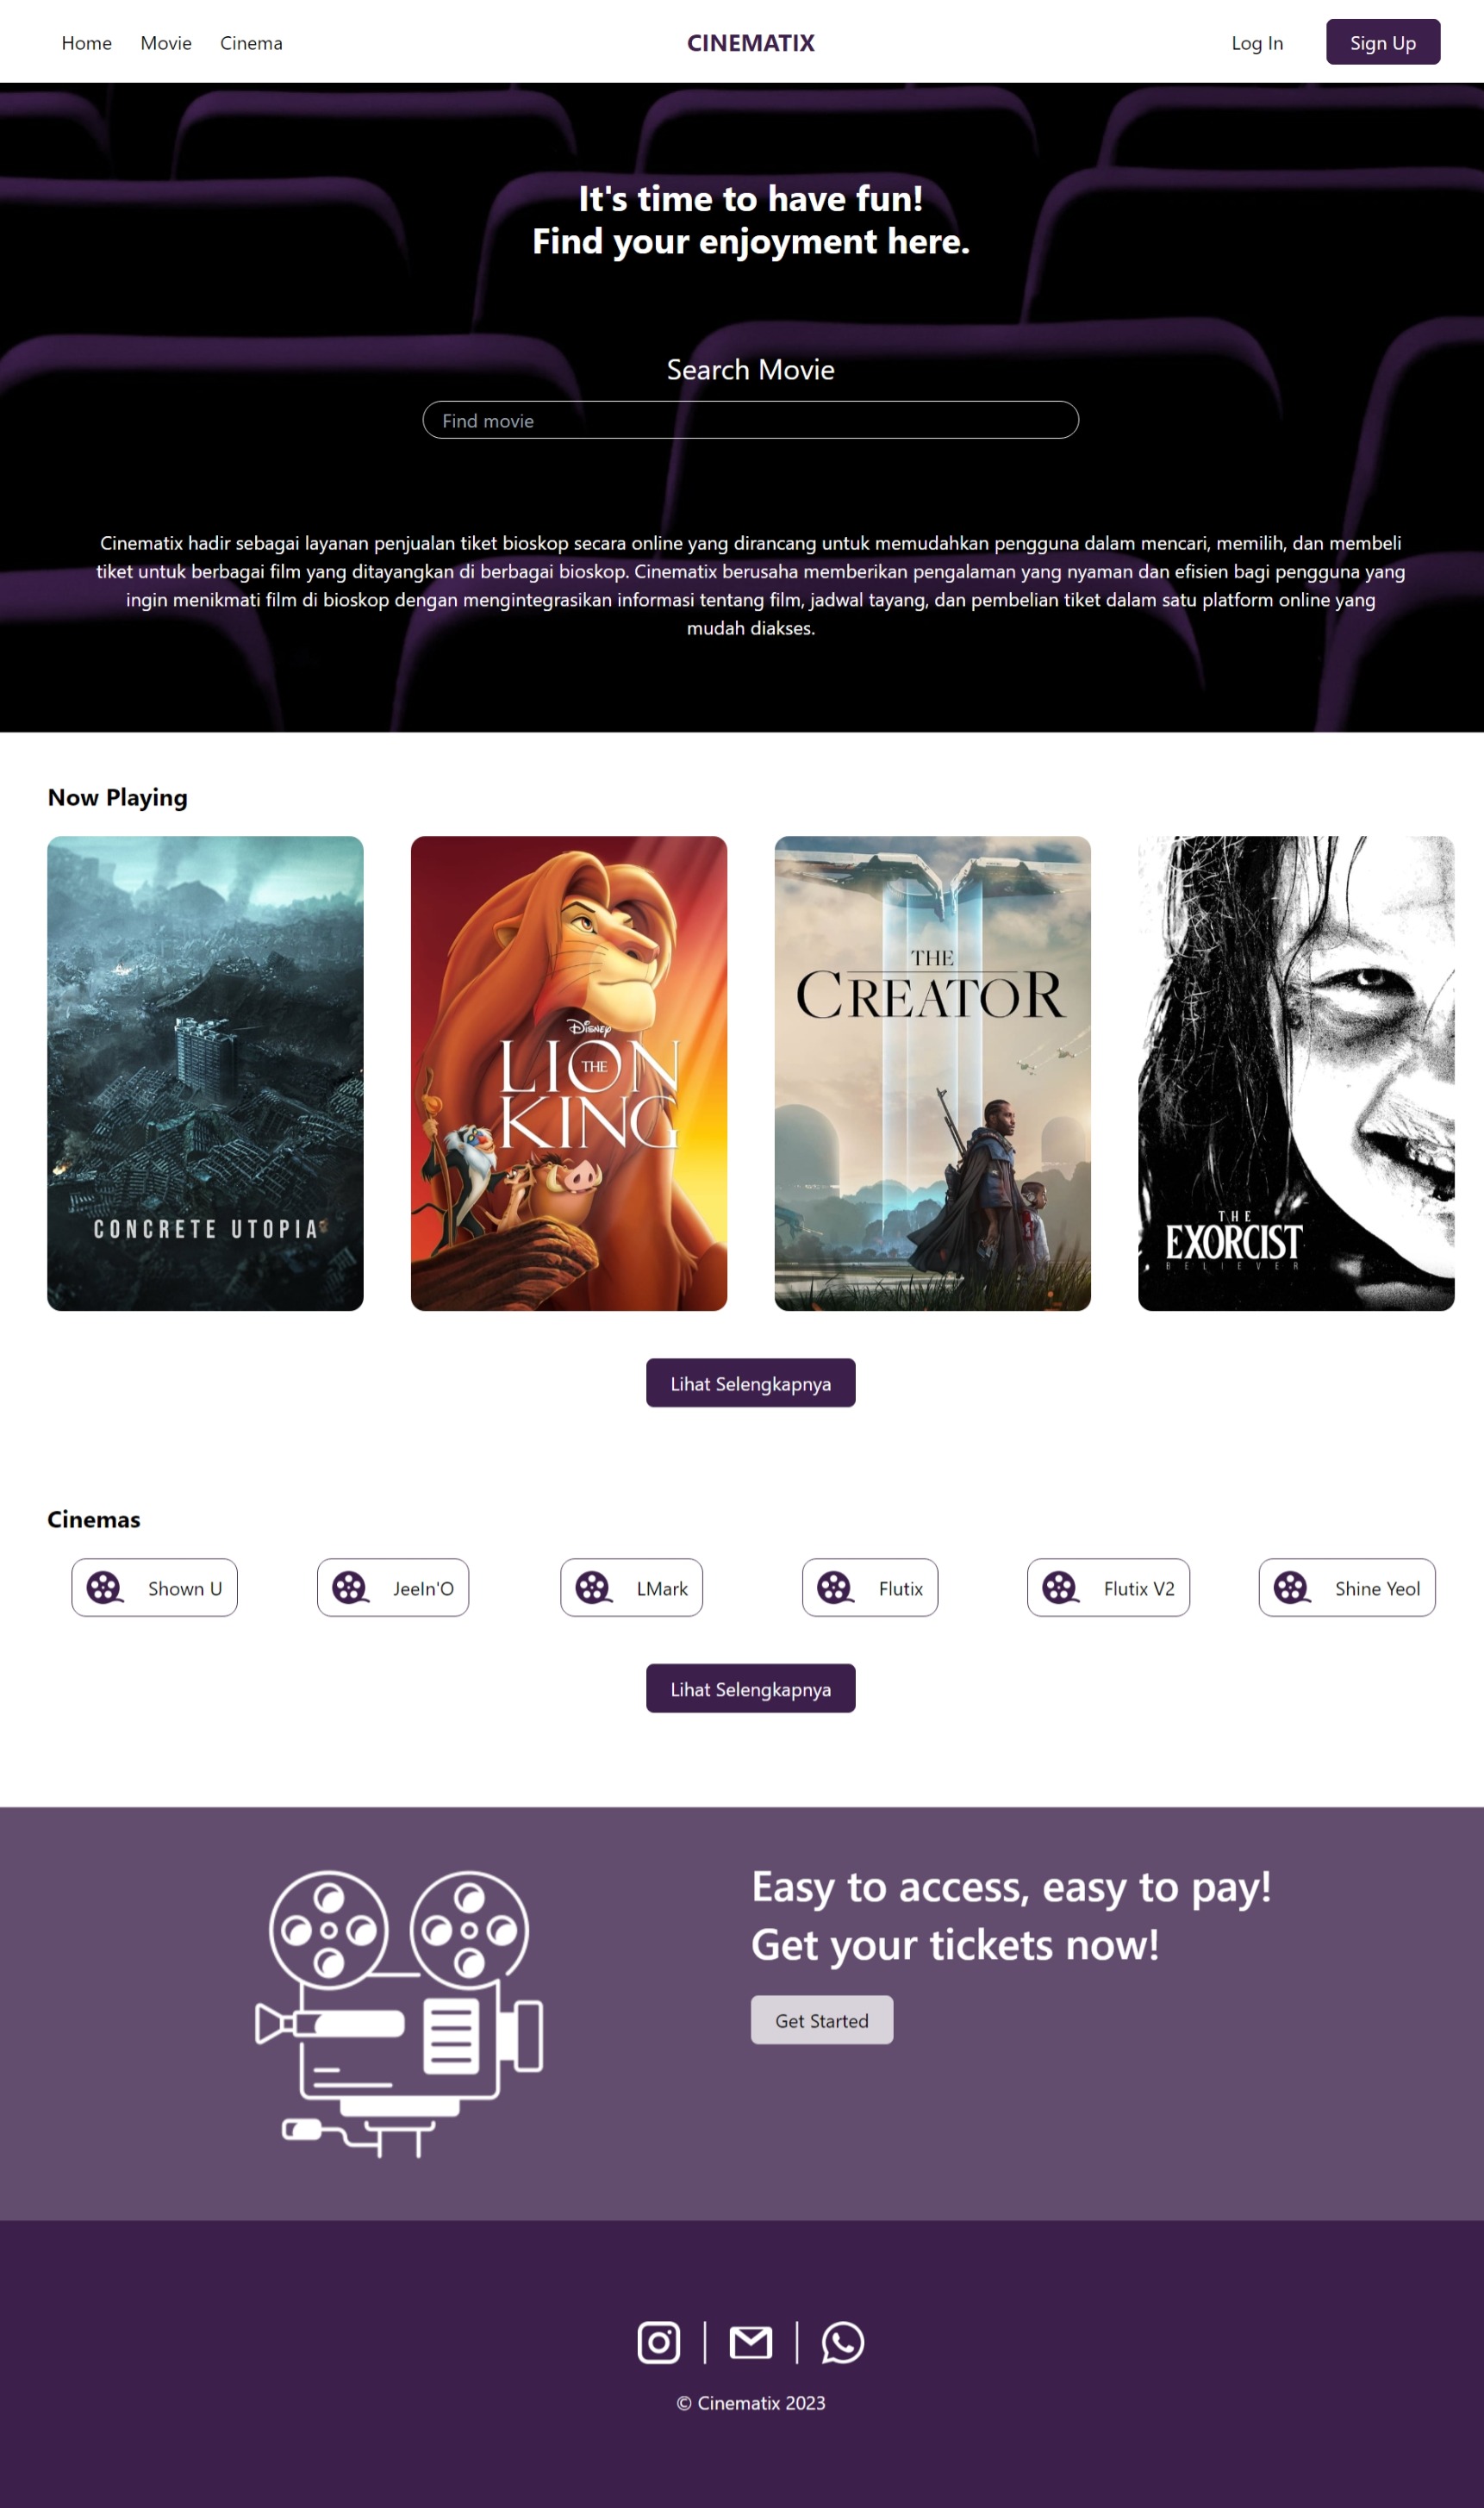 Home Movie Cinema CINEMATIX Log In Sign Up
It's time to have fun!
Find your enjoyment here.
Search Movie
Find movie
Cinematix hadir sebagai layanan penjualan tiket bioskop secara online yang dirancang untuk memudahkan pengguna dalam mencari, memilih, dan membeli
tiket untuk berbagai film yang ditayangkan di berbagai bioskop. Cinematix berusaha memberikan pengalaman yang nyaman dan efisien bagi pengguna yang
ingin menikmati film di bioskop dengan mengintegrasikan informasi tentang film, jadwal tayang, dan pembelian tiket dalam satu platform online yang
mudah diakses.
Now Playing
CONCRETE UTOPIA
Disney
THE
LION
KING
THE
CREATOR
THE
EXORCIST
BELIEVER
Lihat Selengkapnya
Cinemas
Shown U JeeIn'O LMark Flutix Flutix V2 Shine Yeol
Lihat Selengkapnya
Easy to access, easy to pay!
Get your tickets now!
Get Started
© Cinematix 2023